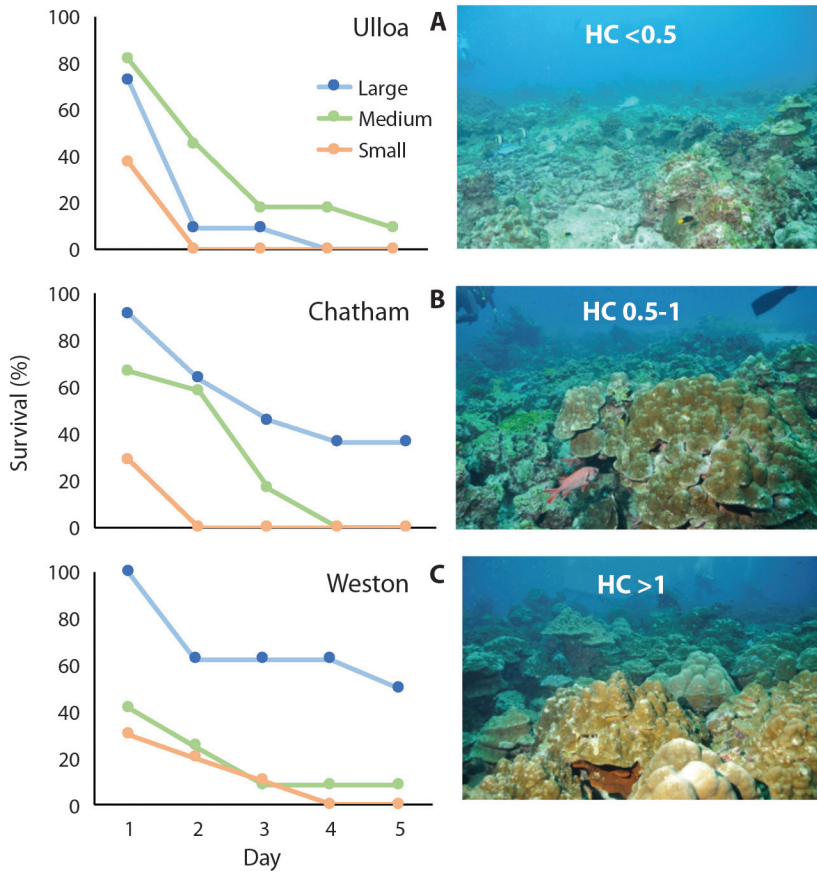 Ulloa
A
HC <0.5
100
80
60
40
20
0
Large
Medium
Small
Chatham
B
HC 0.5-1
100
80
60
40
20
0
Survival (%)
Weston
C
HC >1
100
80
60
40
20
0
1 2 3 4 5
Day